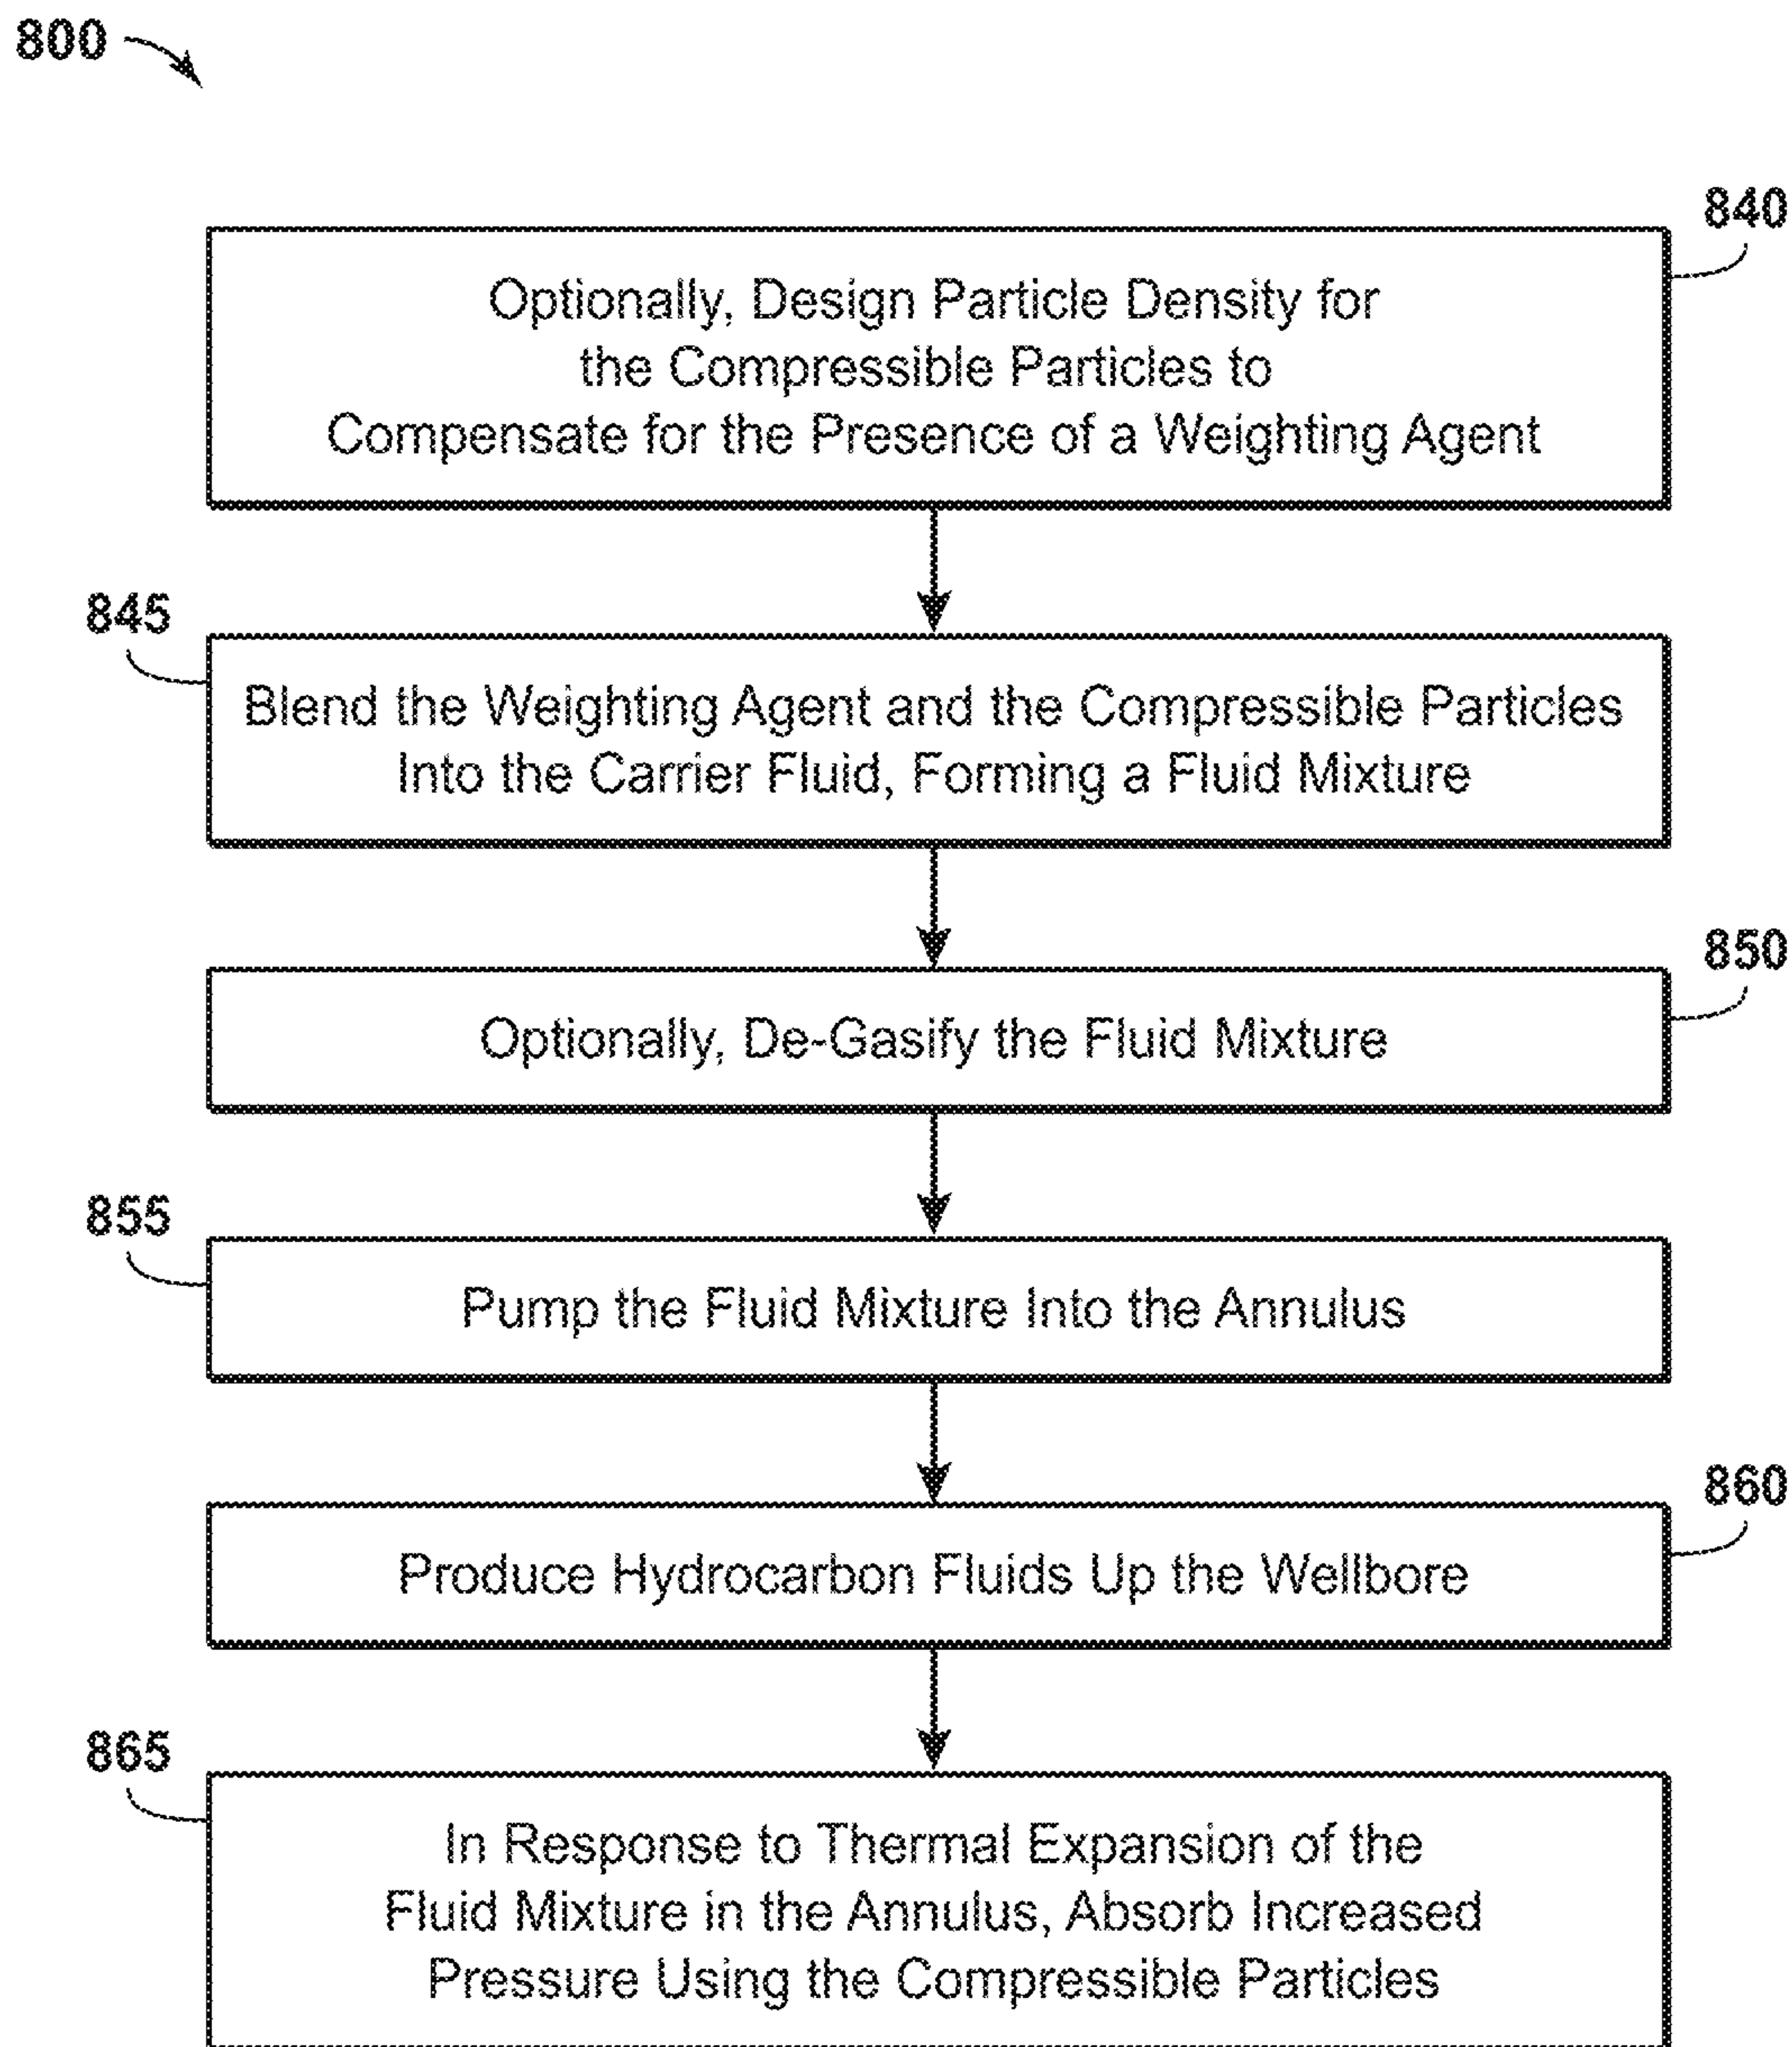 800
840
Optionally, Design Particle Density for
the Compressible Particles to
Compensate for the Presence of a Weighting Agent
845
Blend the Weighting Agent and the Compressible Particles
Into the Carrier Fluid, Forming a Fluid Mixture
850
Optionally, De-Gasify the Fluid Mixture
855
Pump the Fluid Mixture Into the Annulus
860
Produce Hydrocarbon Fluids Up the Wellbore
865
In Response to Thermal Expansion of the
Fluid Mixture in the Annulus, Absorb Increased
Pressure Using the Compressible Particles